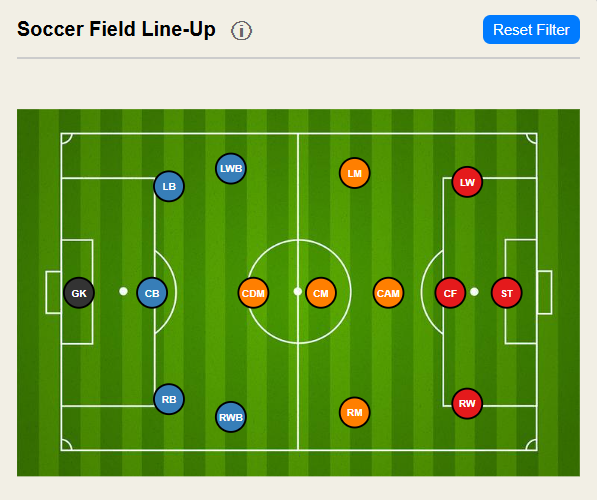 Soccer Field Line-Up i
Reset Filter
LWB
LM
LW
LB
GK
CB
CDM
CM
CAM
CF
ST
RB
RWB
RM
RW